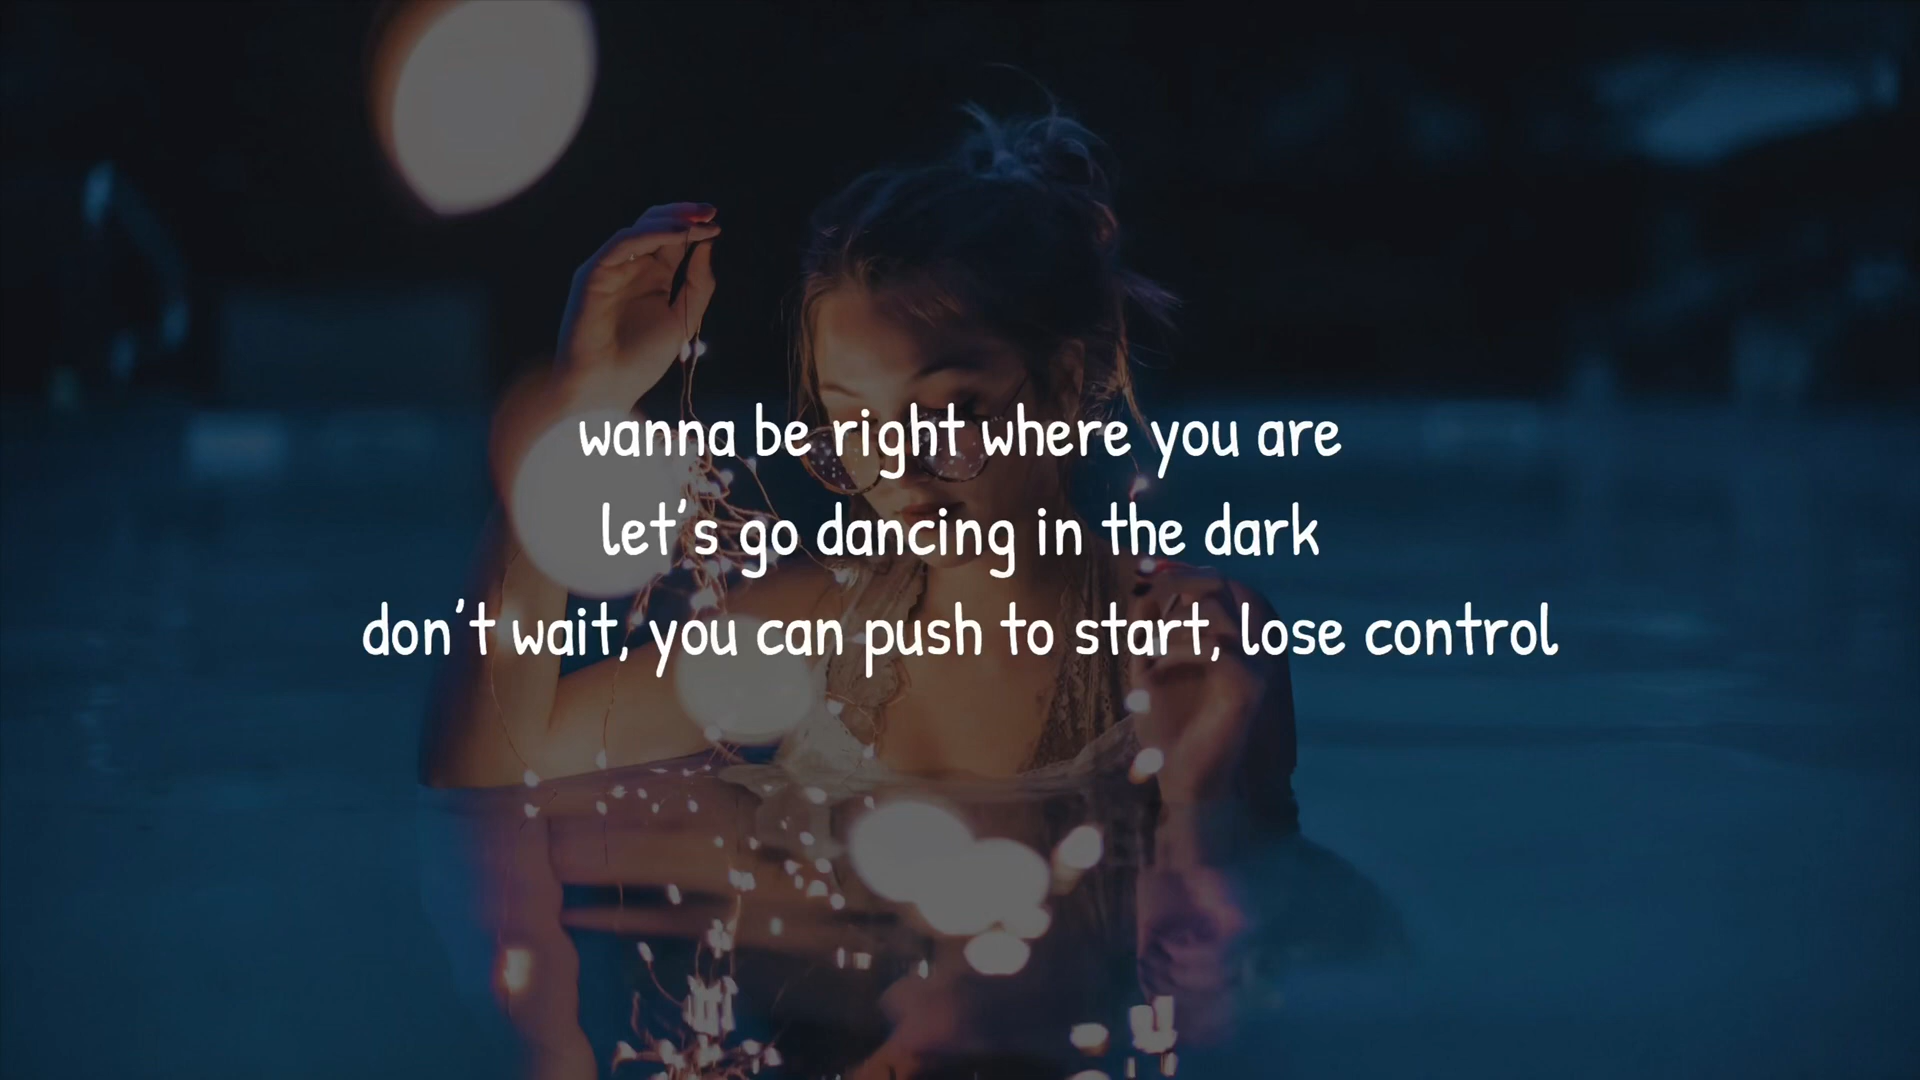 wanna be right where you are
let's go dancing in the dark
don't wait, you can push to start, lose control